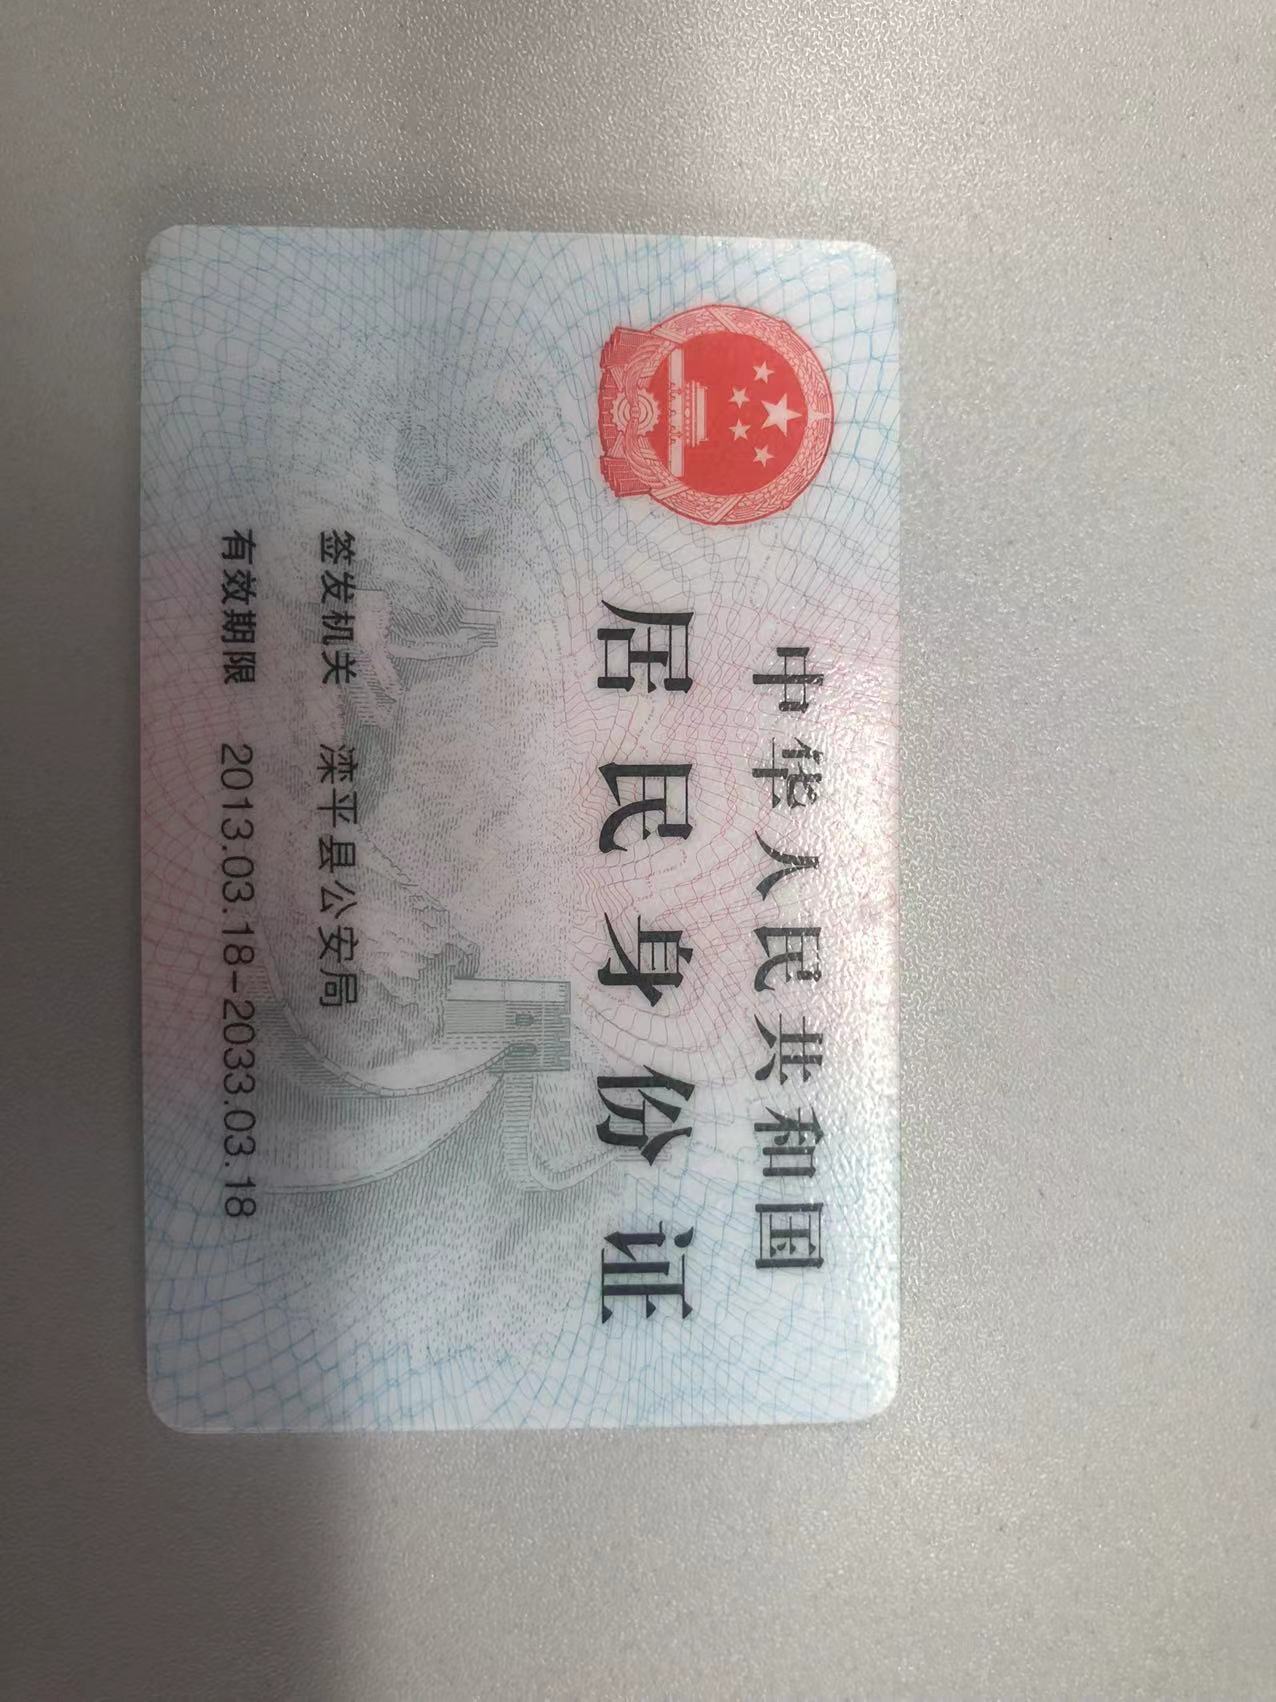 中华人民共和国
居民身份证
签发机关 滦平县公安局
有效期限 2013.03.18-2033.03.18